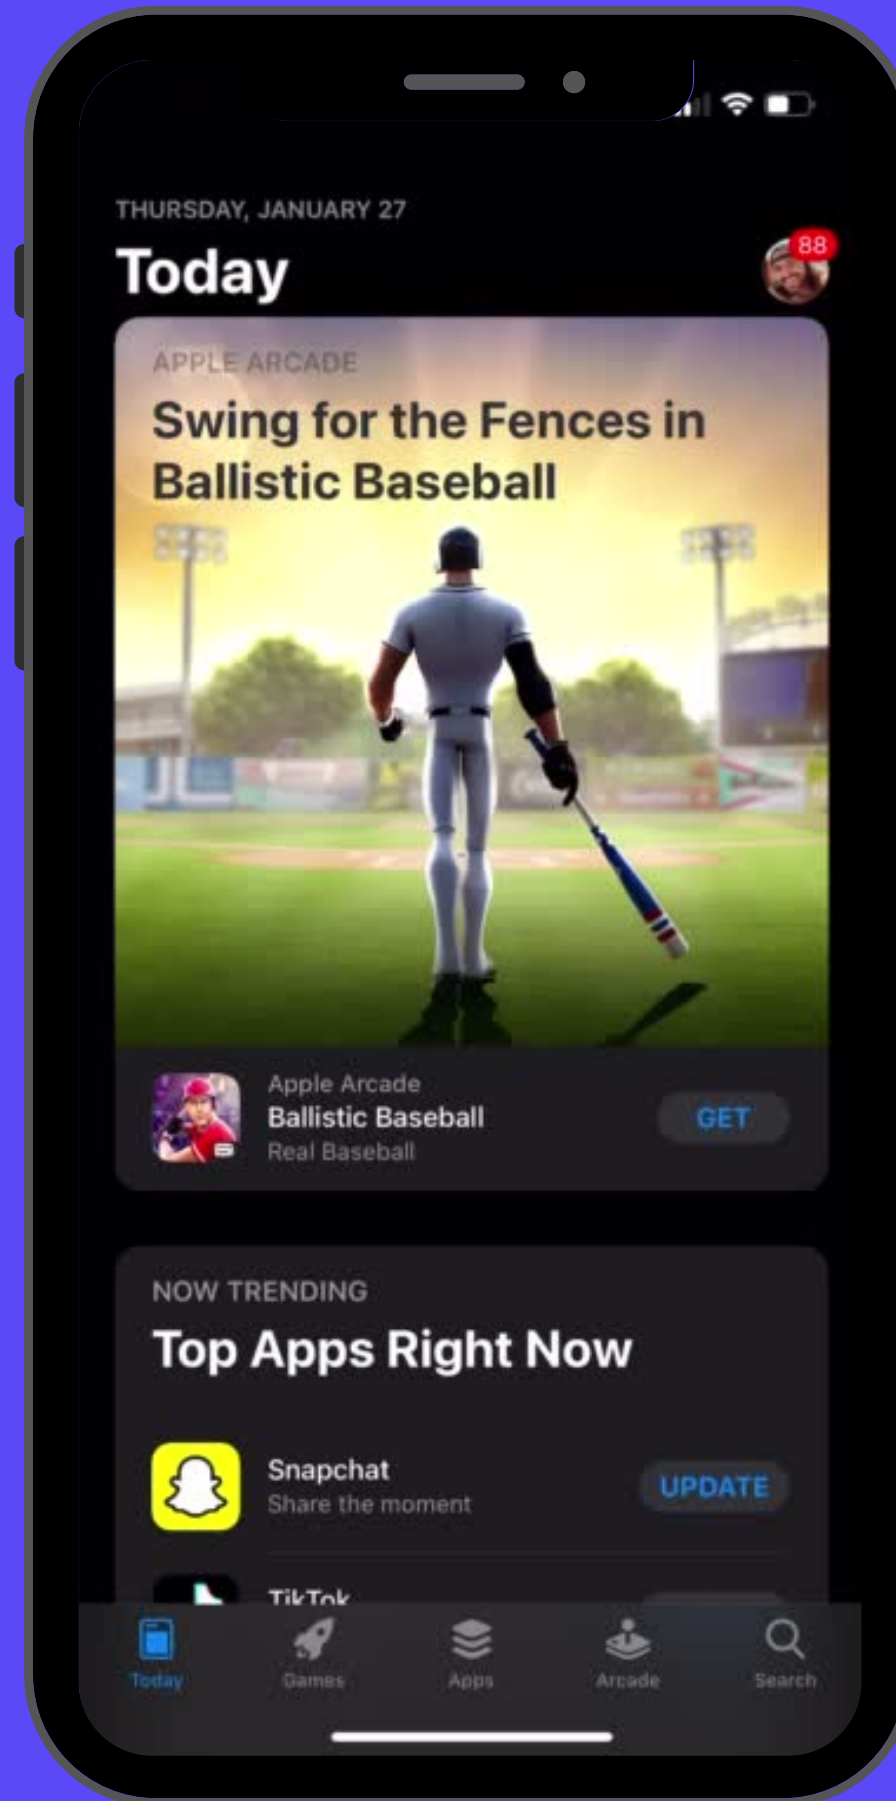 THURSDAY, JANUARY 27
Today
88
APPLE ARCADE
Swing for the Fences in
Ballistic Baseball
Apple Arcade
Ballistic Baseball
Real Baseball
GET
NOW TRENDING
Top Apps Right Now
Snapchat
Share the moment
UPDATE
TikTok
Today
Games
Apps
Arcade
Search